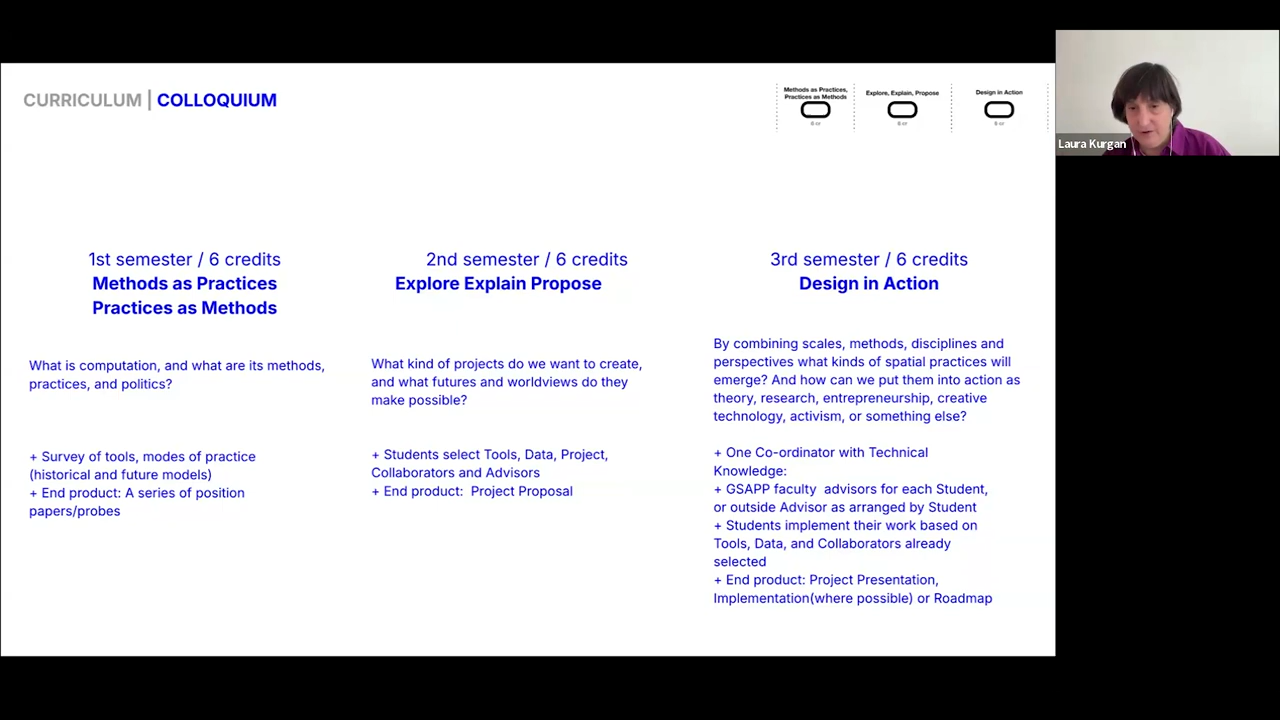 CURRICULUM | COLLOQUIUM
Methods as Practices,
Practices as Methods
6 cr
Explore, Explain, Propose
6 cr
Design in Action
6 cr
Laura Kurgan
1st semester / 6 credits
Methods as Practices
Practices as Methods
What is computation, and what are its methods,
practices, and politics?
+ Survey of tools, modes of practice
(historical and future models)
+ End product: A series of position
papers/probes
2nd semester / 6 credits
Explore Explain Propose
What kind of projects do we want to create,
and what futures and worldviews do they
make possible?
+ Students select Tools, Data, Project,
Collaborators and Advisors
+ End product:  Project Proposal
3rd semester / 6 credits
Design in Action
By combining scales, methods, disciplines and
perspectives what kinds of spatial practices will
emerge? And how can we put them into action as
theory, research, entrepreneurship, creative
technology, activism, or something else?
+ One Co-ordinator with Technical
Knowledge:
+ GSAPP faculty  advisors for each Student,
or outside Advisor as arranged by Student
+ Students implement their work based on
Tools, Data, and Collaborators already
selected
+ End product: Project Presentation,
Implementation(where possible) or Roadmap